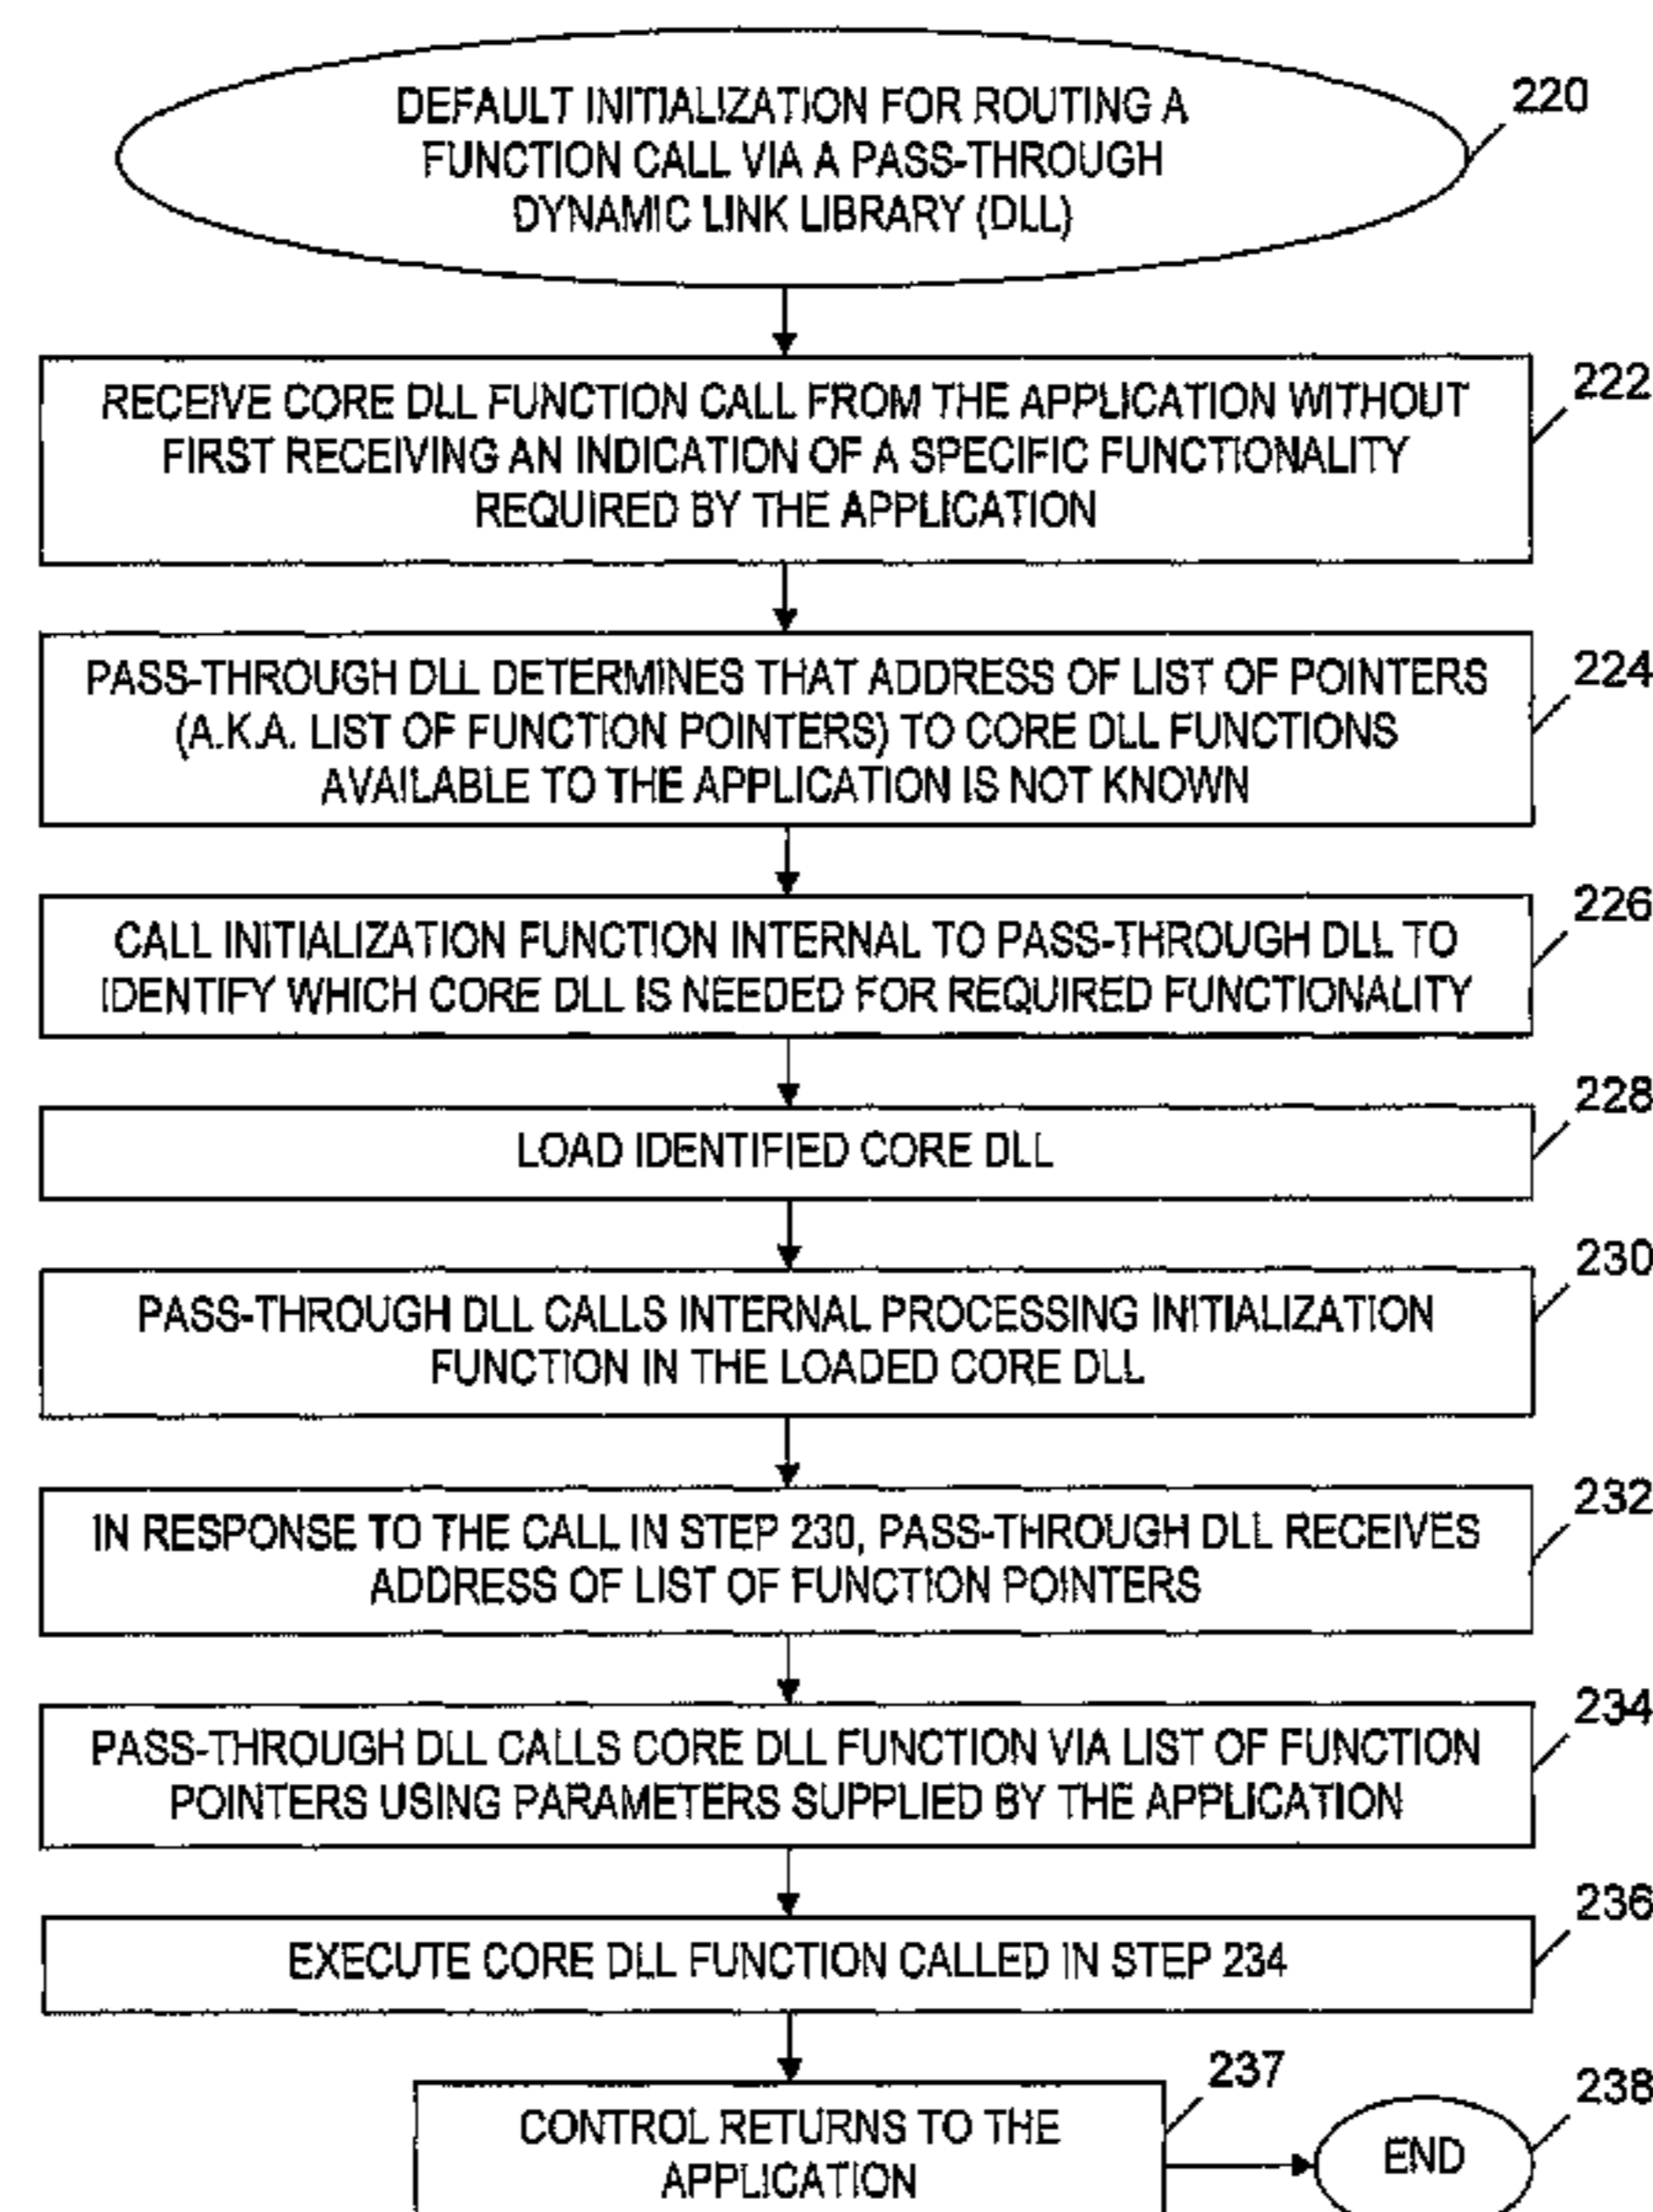 DEFAULT INITIALIZATION FOR ROUTING A
FUNCTION CALL VIA A PASS-THROUGH
DYNAMIC LINK LIBRARY (DLL)
220
RECEIVE CORE DLL FUNCTION CALL FROM THE APPLICATION WITHOUT
FIRST RECEIVING AN INDICATION OF A SPECIFIC FUNCTIONALITY
REQUIRED BY THE APPLICATION
222
PASS-THROUGH DLL DETERMINES THAT ADDRESS OF LIST OF POINTERS
(A.K.A. LIST OF FUNCTION POINTERS) TO CORE DLL FUNCTIONS
AVAILABLE TO THE APPLICATION IS NOT KNOWN
224
CALL INITIALIZATION FUNCTION INTERNAL TO PASS-THROUGH DLL TO
IDENTIFY WHICH CORE DLL IS NEEDED FOR REQUIRED FUNCTIONALITY
226
LOAD IDENTIFIED CORE DLL
228
PASS-THROUGH DLL CALLS INTERNAL PROCESSING INITIALIZATION
FUNCTION IN THE LOADED CORE DLL
230
IN RESPONSE TO THE CALL IN STEP 230, PASS-THROUGH DLL RECEIVES
ADDRESS OF LIST OF FUNCTION POINTERS
232
PASS-THROUGH DLL CALLS CORE DLL FUNCTION VIA LIST OF FUNCTION
POINTERS USING PARAMETERS SUPPLIED BY THE APPLICATION
234
EXECUTE CORE DLL FUNCTION CALLED IN STEP 234
236
CONTROL RETURNS TO THE
APPLICATION
237
END
238